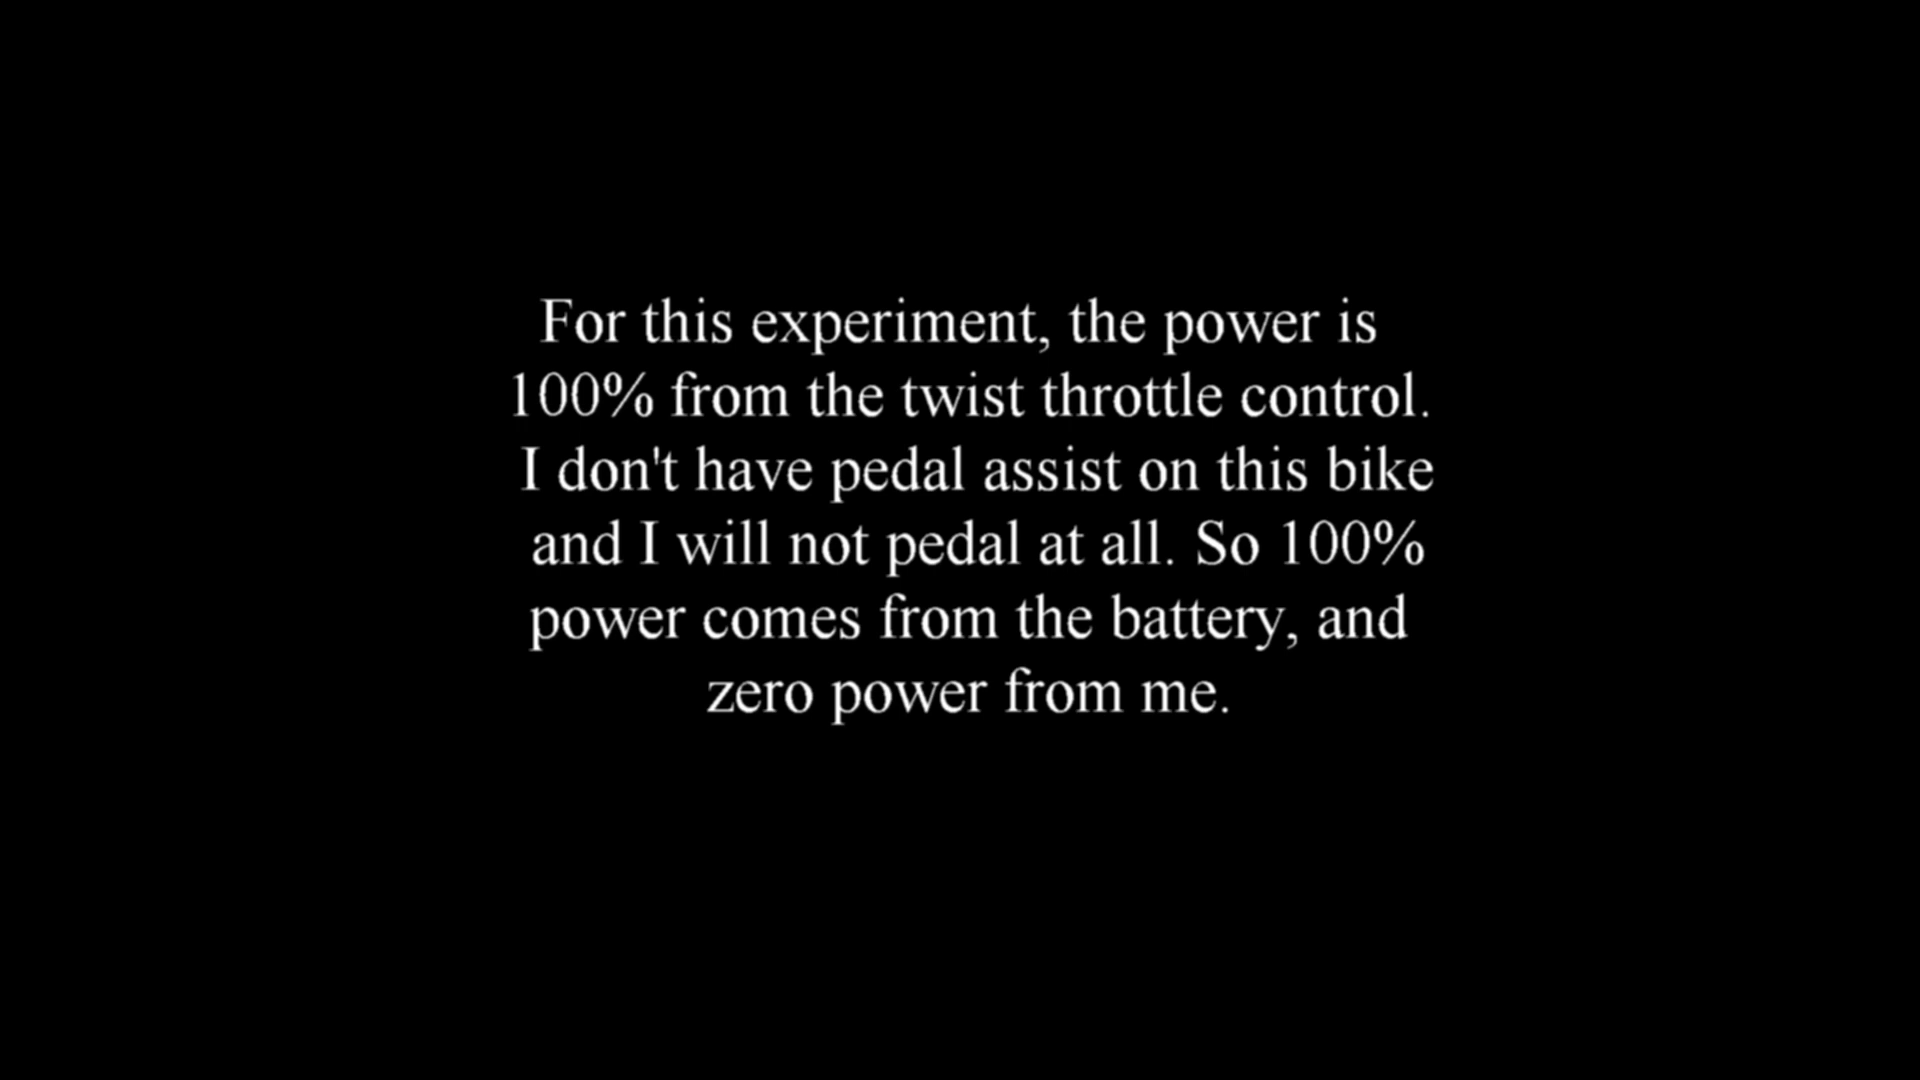 For this experiment, the power is
100% from the twist throttle control.
I don't have pedal assist on this bike
and I will not pedal at all. So 100%
power comes from the battery, and
zero power from me.